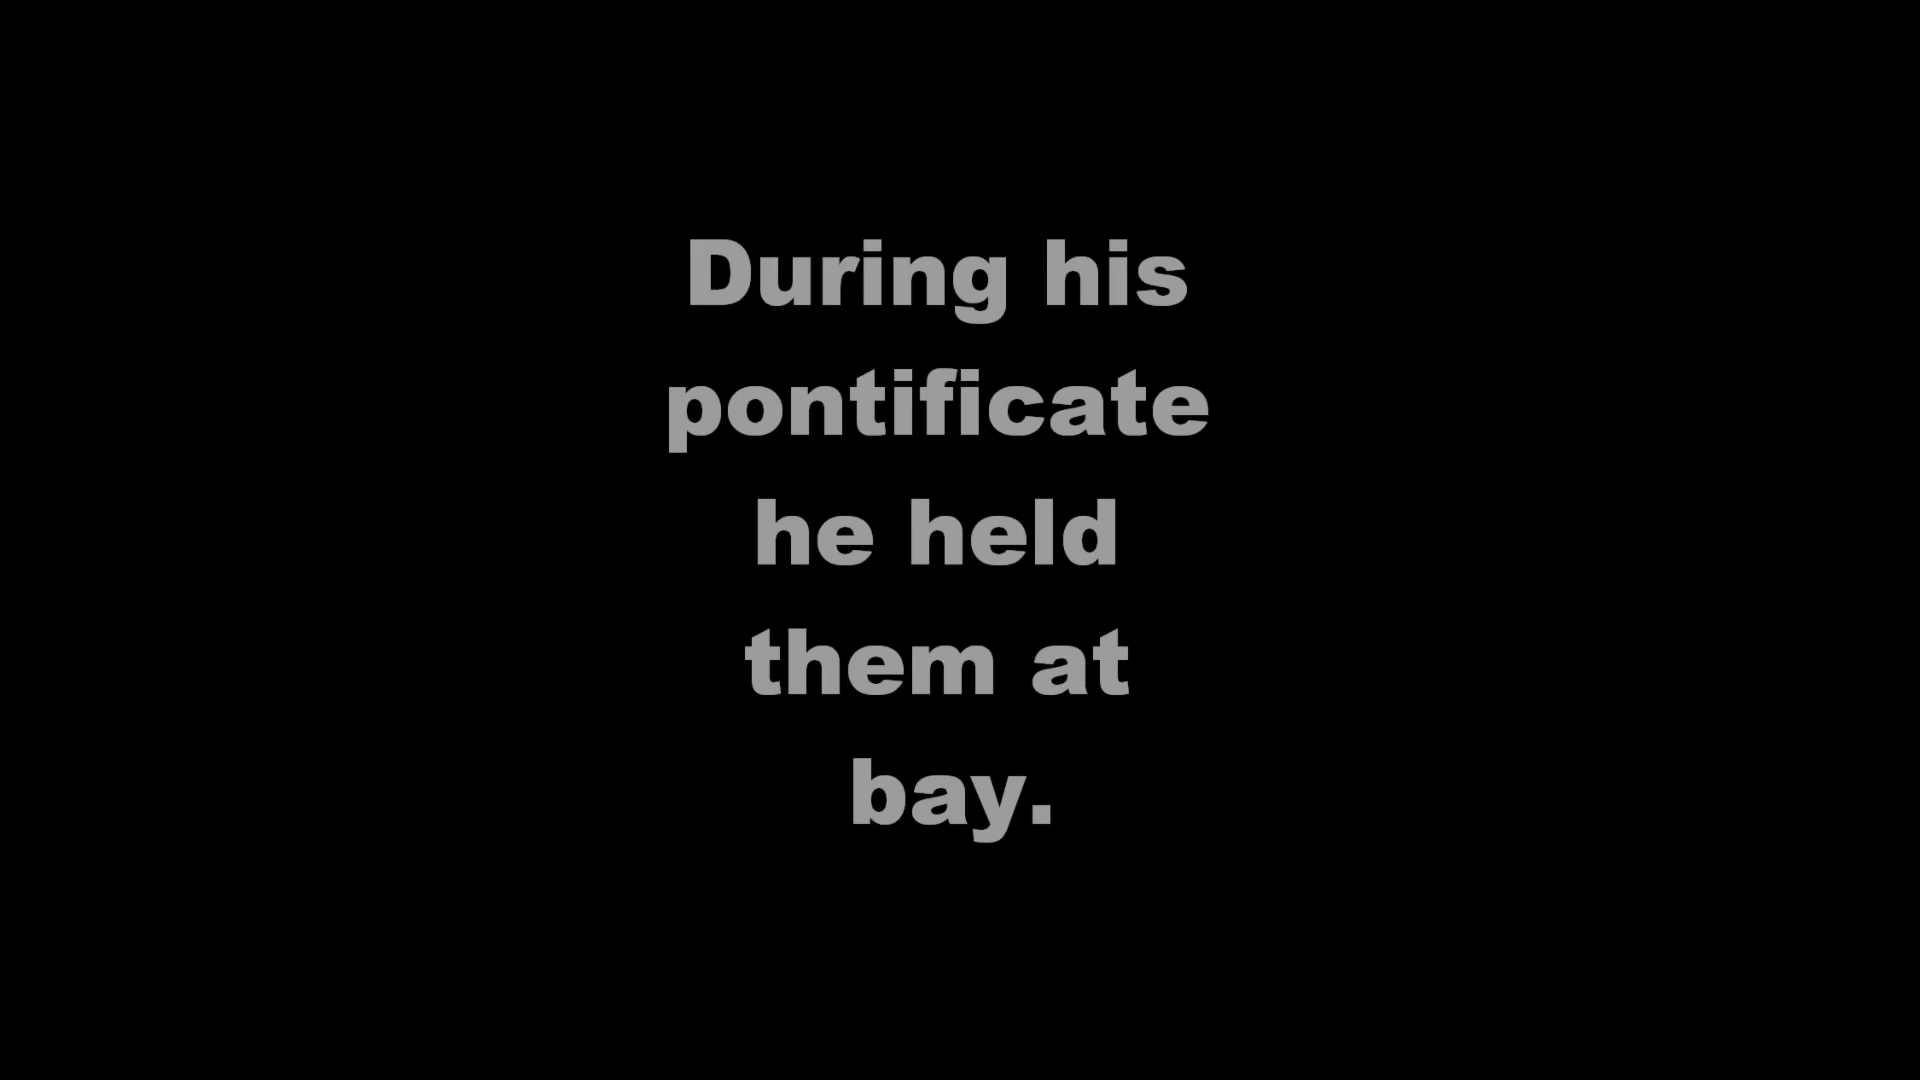 During his
pontificate
he held
them at
bay.